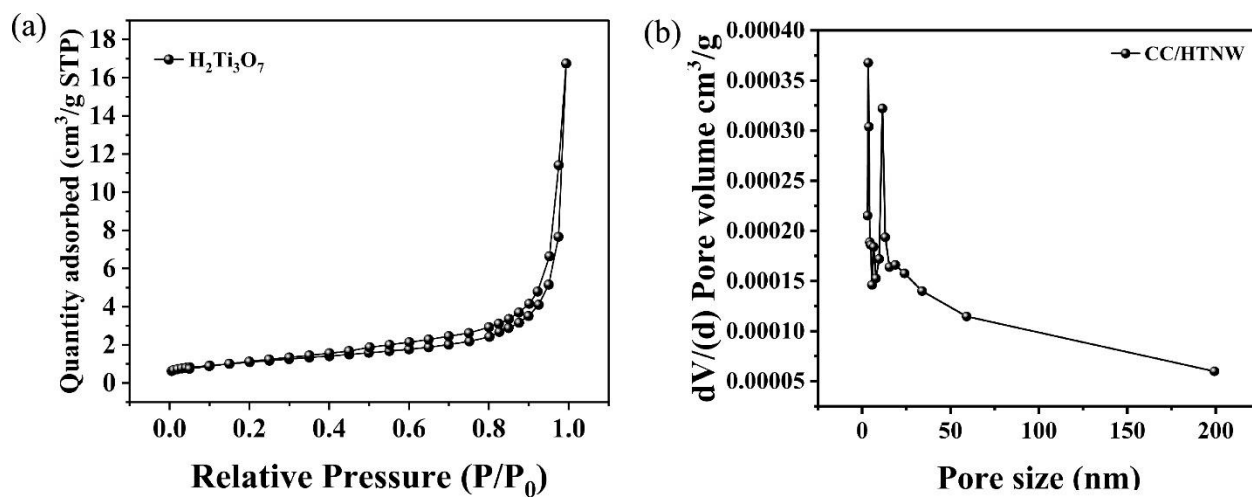 (a)
H₂Ti₃O₇
Quantity adsorbed (cm³/g STP)
18
16
14
12
10
8
6
4
2
0
0.0 0.2 0.4 0.6 0.8 1.0
Relative Pressure (P/P₀)
(b)
CC/HTNW
dV/(d) Pore volume cm³/g
0.00040
0.00035
0.00030
0.00025
0.00020
0.00015
0.00010
0.00005
0 50 100 150 200
Pore size (nm)